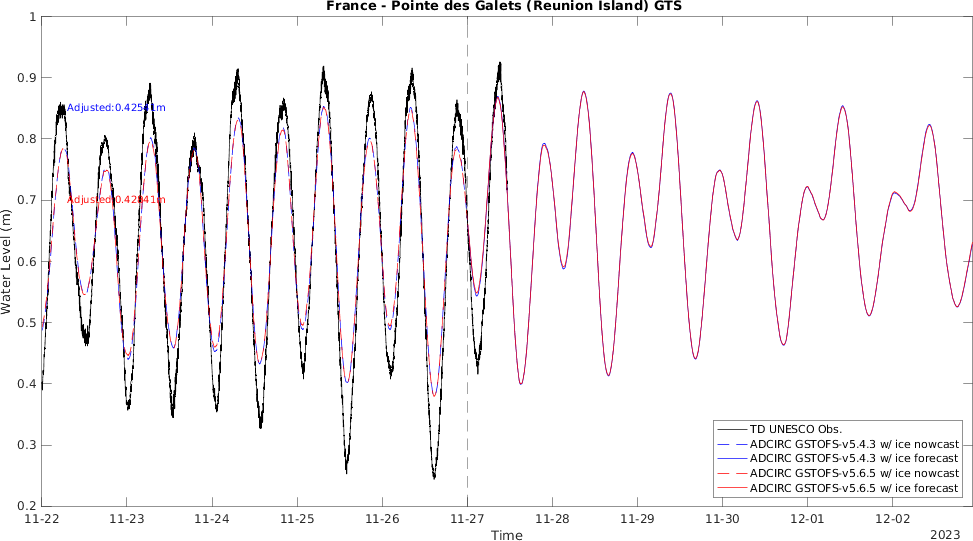 France - Pointe des Galets (Reunion Island) GTS
1
0.9
0.8
0.7
0.6
0.5
0.4
0.3
0.2
Water Level (m)
Adjusted:
Adjusted:
TD UNESCO Obs.
ADCIRC GSTOFS-v5.4.3 w/ ice nowcast
ADCIRC GSTOFS-v5.4.3 w/ ice forecast
ADCIRC GSTOFS-v5.6.5 w/ ice nowcast
ADCIRC GSTOFS-v5.6.5 w/ ice forecast
11-22 11-23 11-24 11-25 11-26 11-27 11-28 11-29 11-30 12-01 12-02
Time
2023